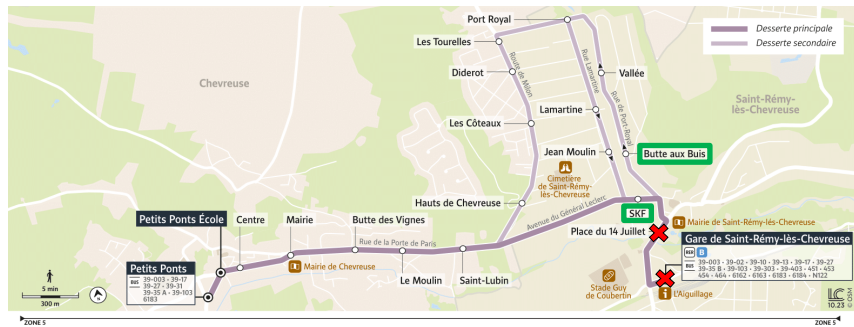 Port Royal
Desserte principale
Desserte secondaire
Les Tourelles
Route de Milon
Rue Lamartine
Diderot
Vallée
Chevreuse
Saint-Rémy-
lès-Chevreuse
Lamartine
Rue de Port-Royal
Les Côteaux
Jean Moulin
Butte aux Buis
Cimetière
de Saint-Rémy-
lès-Chevreuse
Hauts de Chevreuse
Avenue du Général Leclerc
SKF
Petits Ponts École
Centre
Mairie
Butte des Vignes
Place du 14 Juillet
Mairie de Saint-Rémy-lès-Chevreuse
Rue de la Porte de Paris
Gare de Saint-Rémy-lès-Chevreuse
RER B
BUS
39-003 • 39-02 • 39-10 • 39-13 • 39-17 • 39-27
39-35 B • 39-103 • 39-303 • 39-403 • 451 • 453
454 • 464 • 6162 • 6163 • 6183 • 6184 • N122
Petits Ponts
BUS
39-003 • 39-17
39-27 • 39-31
39-35 A • 39-103
6183
Mairie de Chevreuse
Le Moulin
Saint-Lubin
Stade Guy
de Coubertin
L'Aiguillage
5 min
300 m
10.23
© OSM
ZONE 5
ZONE 5